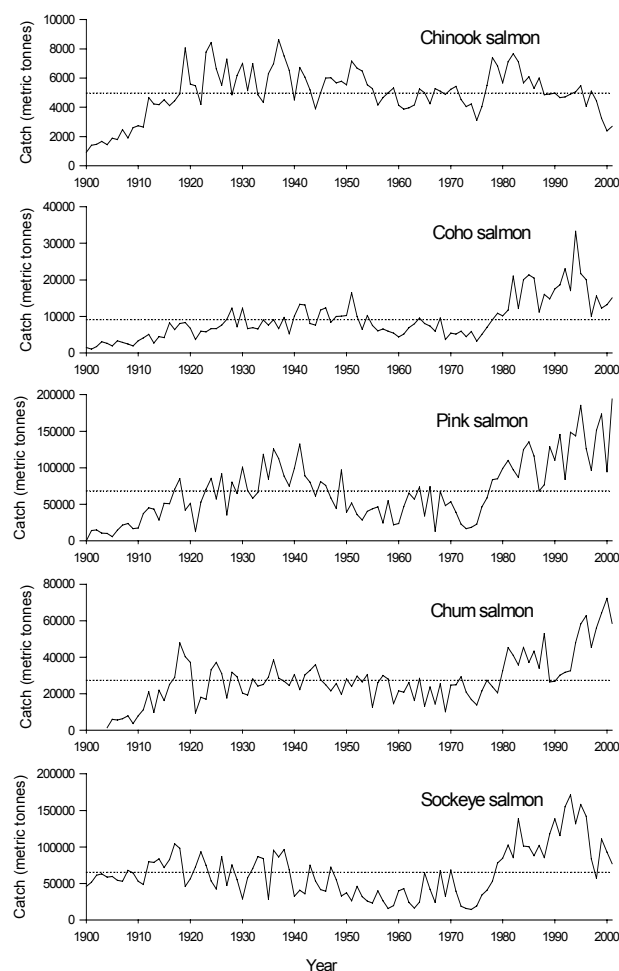 Chinook salmon
Catch (metric tonnes)
10000
8000
6000
4000
2000
0
1900 1910 1920 1930 1940 1950 1960 1970 1980 1990 2000
Coho salmon
Catch (metric tonnes)
40000
30000
20000
10000
0
1900 1910 1920 1930 1940 1950 1960 1970 1980 1990 2000
Pink salmon
Catch (metric tonnes)
200000
150000
100000
50000
0
1900 1910 1920 1930 1940 1950 1960 1970 1980 1990 2000
Chum salmon
Catch (metric tonnes)
80000
60000
40000
20000
0
1900 1910 1920 1930 1940 1950 1960 1970 1980 1990 2000
Sockeye salmon
Catch (metric tonnes)
200000
150000
100000
50000
0
1900 1910 1920 1930 1940 1950 1960 1970 1980 1990 2000
Year